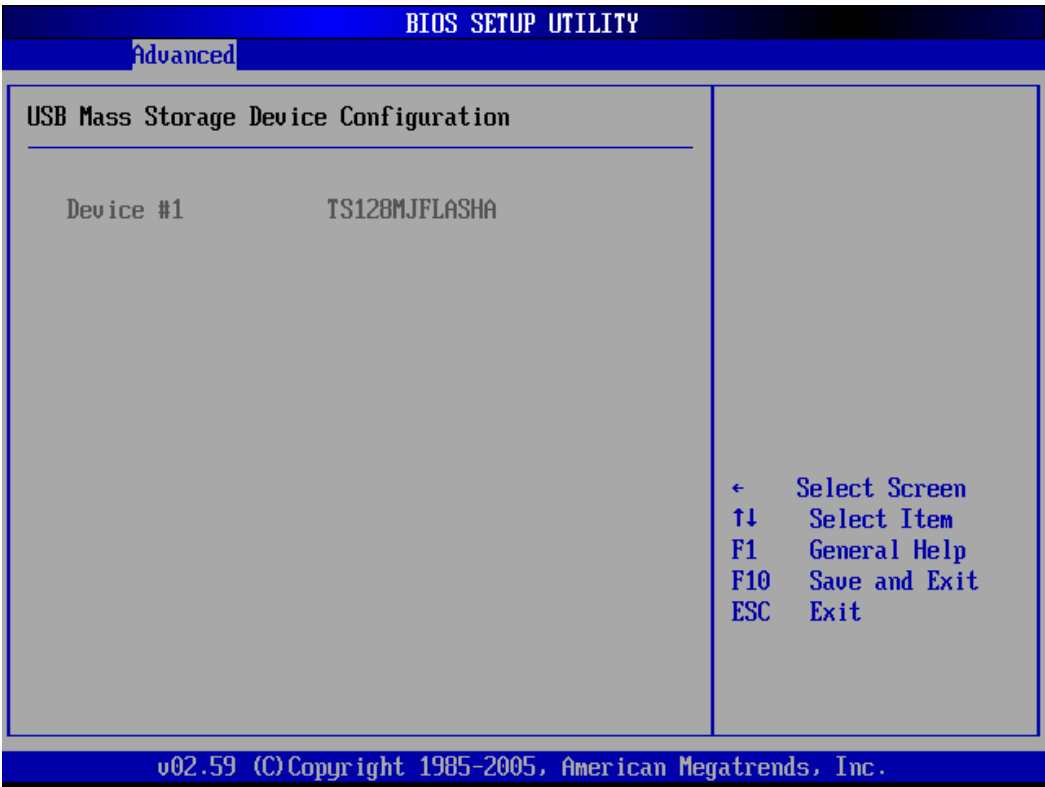 BIOS SETUP UTILITY
Advanced
USB Mass Storage Device Configuration
Device #1 TS128MJFLASHA
← Select Screen
↑↓ Select Item
F1 General Help
F10 Save and Exit
ESC Exit
v02.59 (C)Copyright 1985-2005, American Megatrends, Inc.